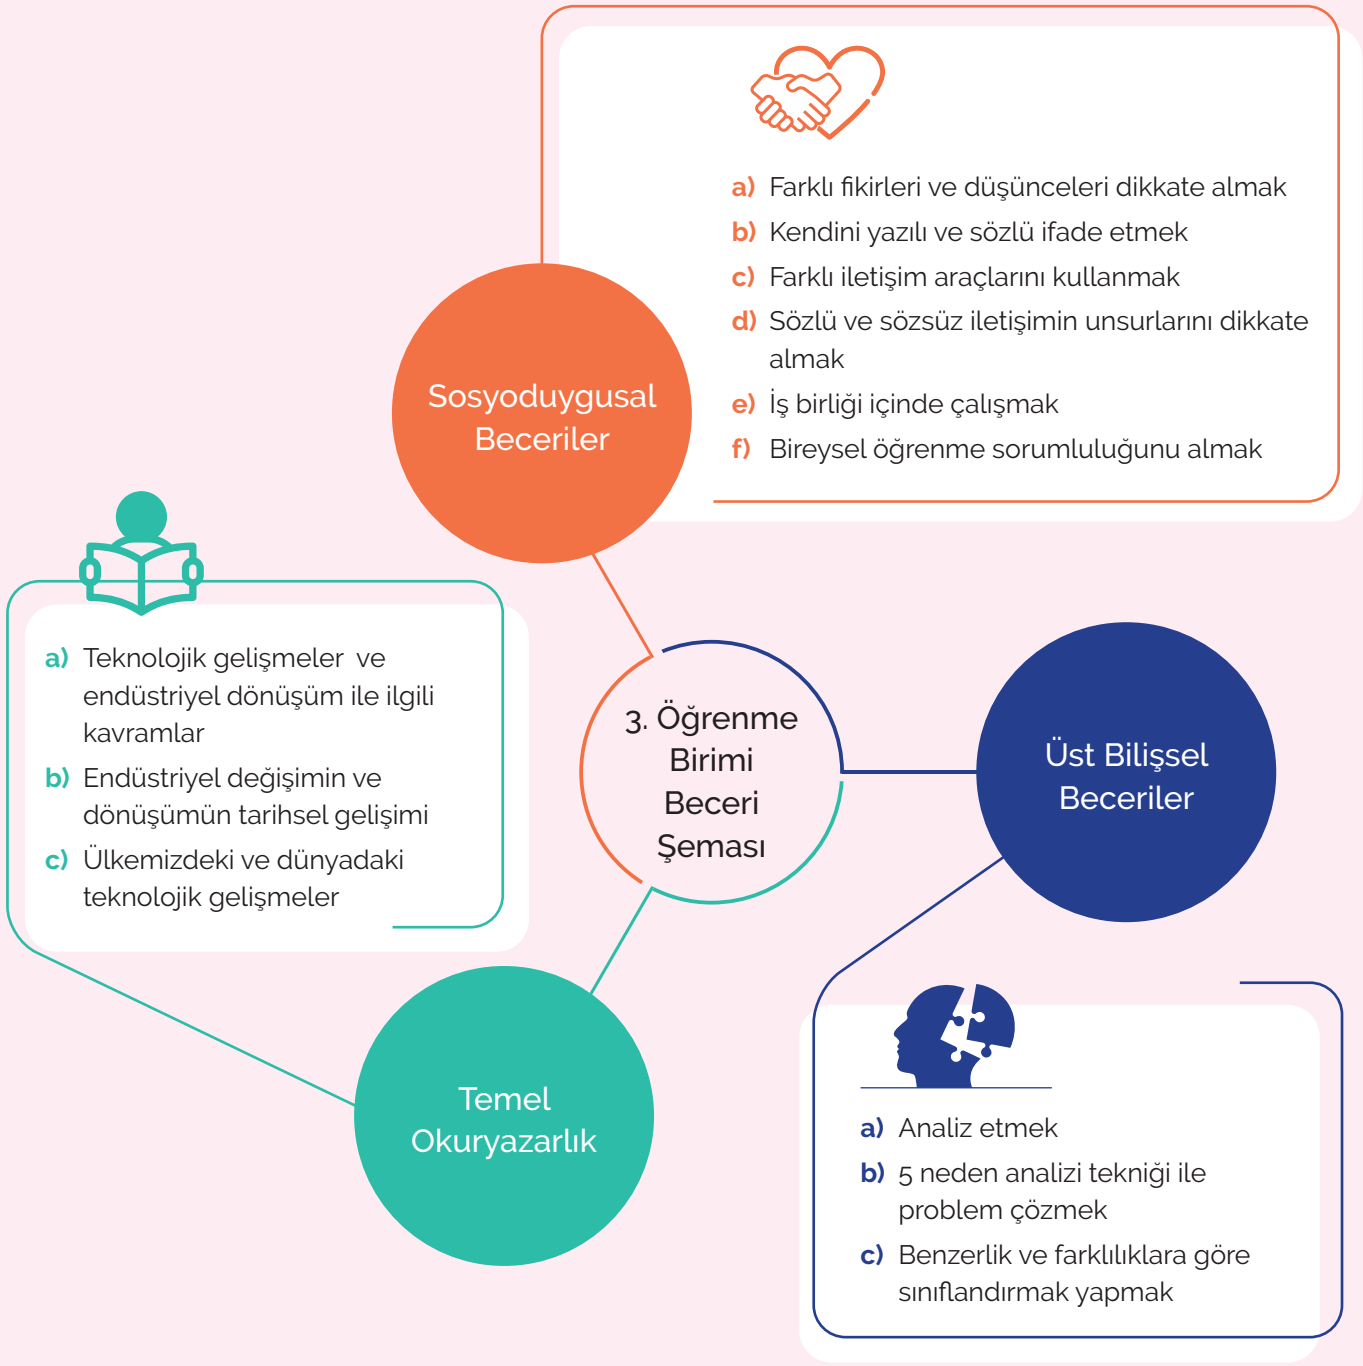 a) Farklı fikirleri ve düşünceleri dikkate almak
b) Kendini yazılı ve sözlü ifade etmek
c) Farklı iletişim araçlarını kullanmak
d) Sözlü ve sözsüz iletişimin unsurlarını dikkate
almak
e) İş birliği içinde çalışmak
f) Bireysel öğrenme sorumluluğunu almak
Sosyoduygusal
Beceriler
a) Teknolojik gelişmeler ve
endüstriyel dönüşüm ile ilgili
kavramlar
b) Endüstriyel değişimin ve
dönüşümün tarihsel gelişimi
c) Ülkemizdeki ve dünyadaki
teknolojik gelişmeler
3. Öğrenme
Birimi
Beceri
Şeması
Üst Bilişsel
Beceriler
Temel
Okuryazarlık
a) Analiz etmek
b) 5 neden analizi tekniği ile
problem çözmek
c) Benzerlik ve farklılıklara göre
sınıflandırmak yapmak